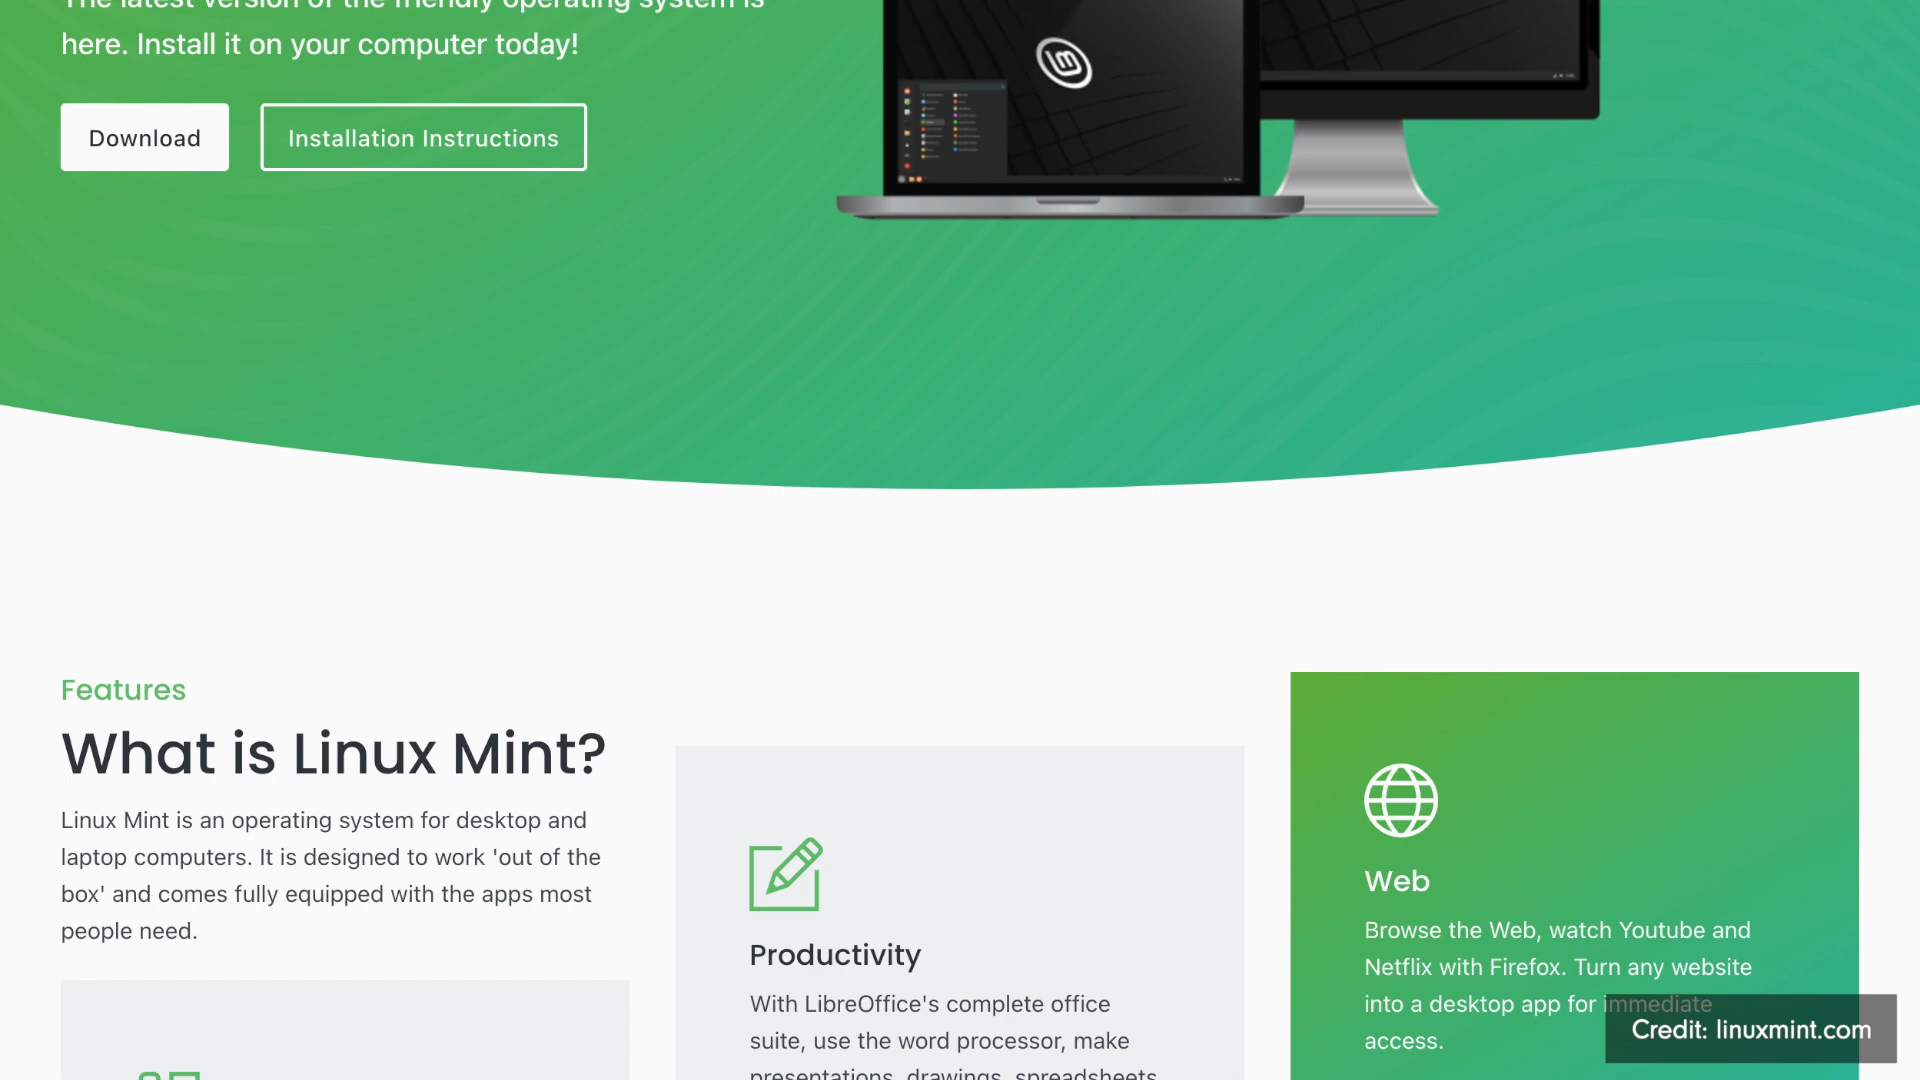 The latest version of the friendly operating system is
here. Install it on your computer today!
Download
Installation Instructions
Features
What is Linux Mint?
Linux Mint is an operating system for desktop and
laptop computers. It is designed to work 'out of the
box' and comes fully equipped with the apps most
people need.
Productivity
With LibreOffice's complete office
suite, use the word processor, make
presentations, drawings, spreadsheets
Web
Browse the Web, watch Youtube and
Netflix with Firefox. Turn any website
into a desktop app for immediate
access.
Credit: linuxmint.com